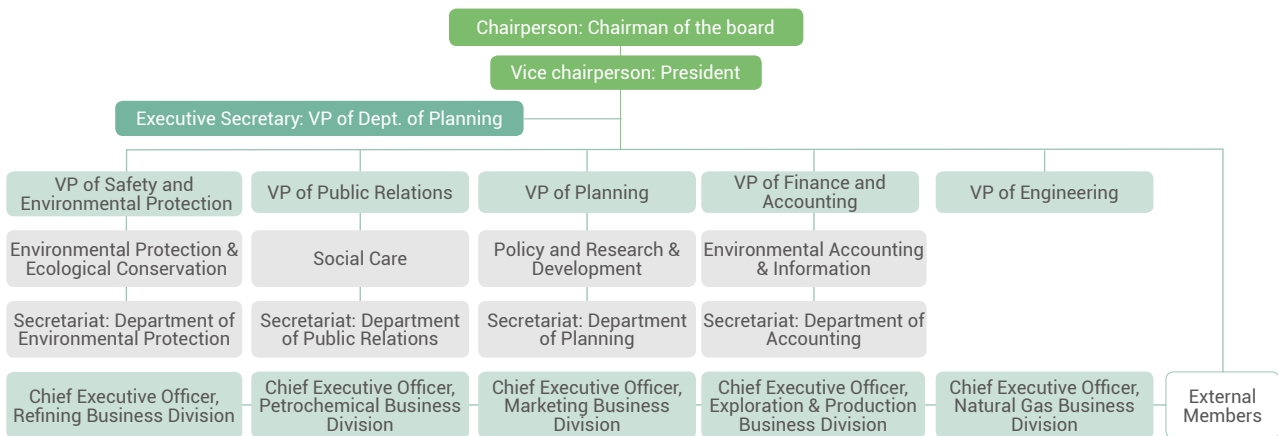 Chairperson: Chairman of the board
Vice chairperson: President
Executive Secretary: VP of Dept. of Planning
VP of Safety and
Environmental Protection
VP of Public Relations
VP of Planning
VP of Finance and
Accounting
VP of Engineering
Environmental Protection &
Ecological Conservation
Social Care
Policy and Research &
Development
Environmental Accounting
& Information
Secretariat: Department of
Environmental Protection
Secretariat: Department
of Public Relations
Secretariat: Department
of Planning
Secretariat: Department of
Accounting
Chief Executive Officer,
Refining Business Division
Chief Executive Officer,
Petrochemical Business
Division
Chief Executive Officer,
Marketing Business
Division
Chief Executive Officer,
Exploration & Production
Business Division
Chief Executive Officer,
Natural Gas Business
Division
External
Members